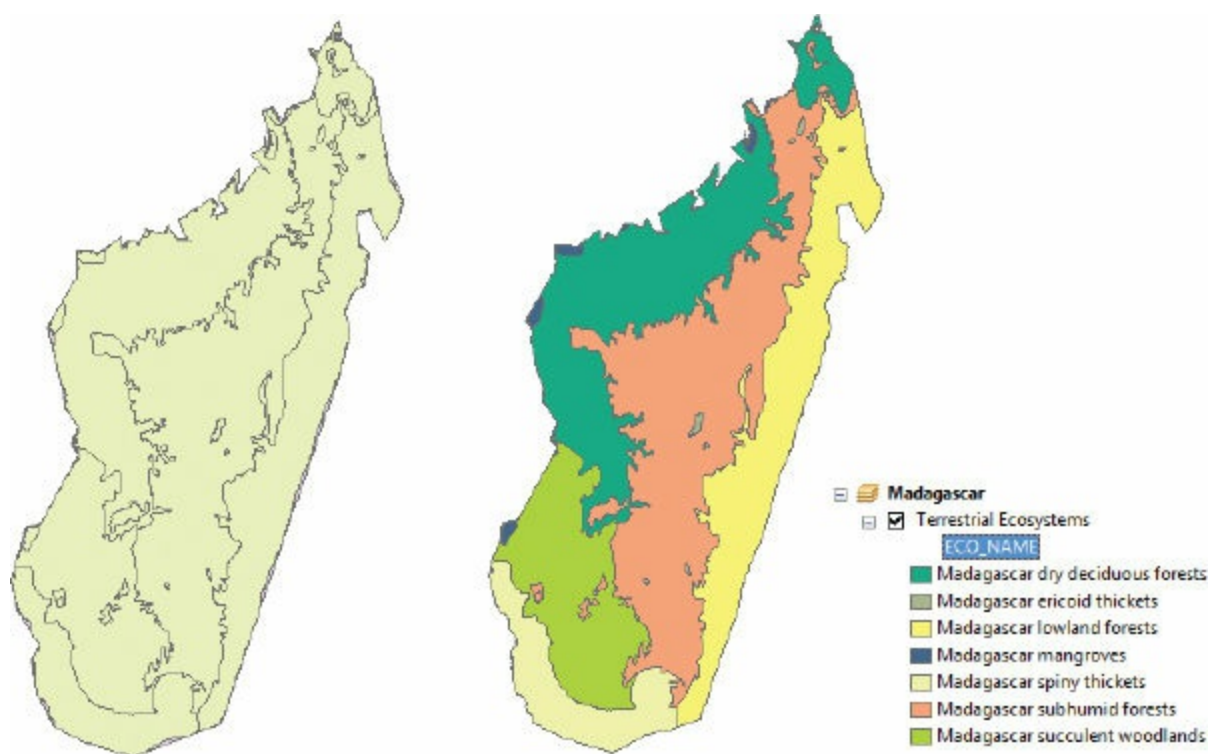 Madagascar
Terrestrial Ecosystems
ECO_NAME
Madagascar dry deciduous forests
Madagascar ericoid thickets
Madagascar lowland forests
Madagascar mangroves
Madagascar spiny thickets
Madagascar subhumid forests
Madagascar succulent woodlands